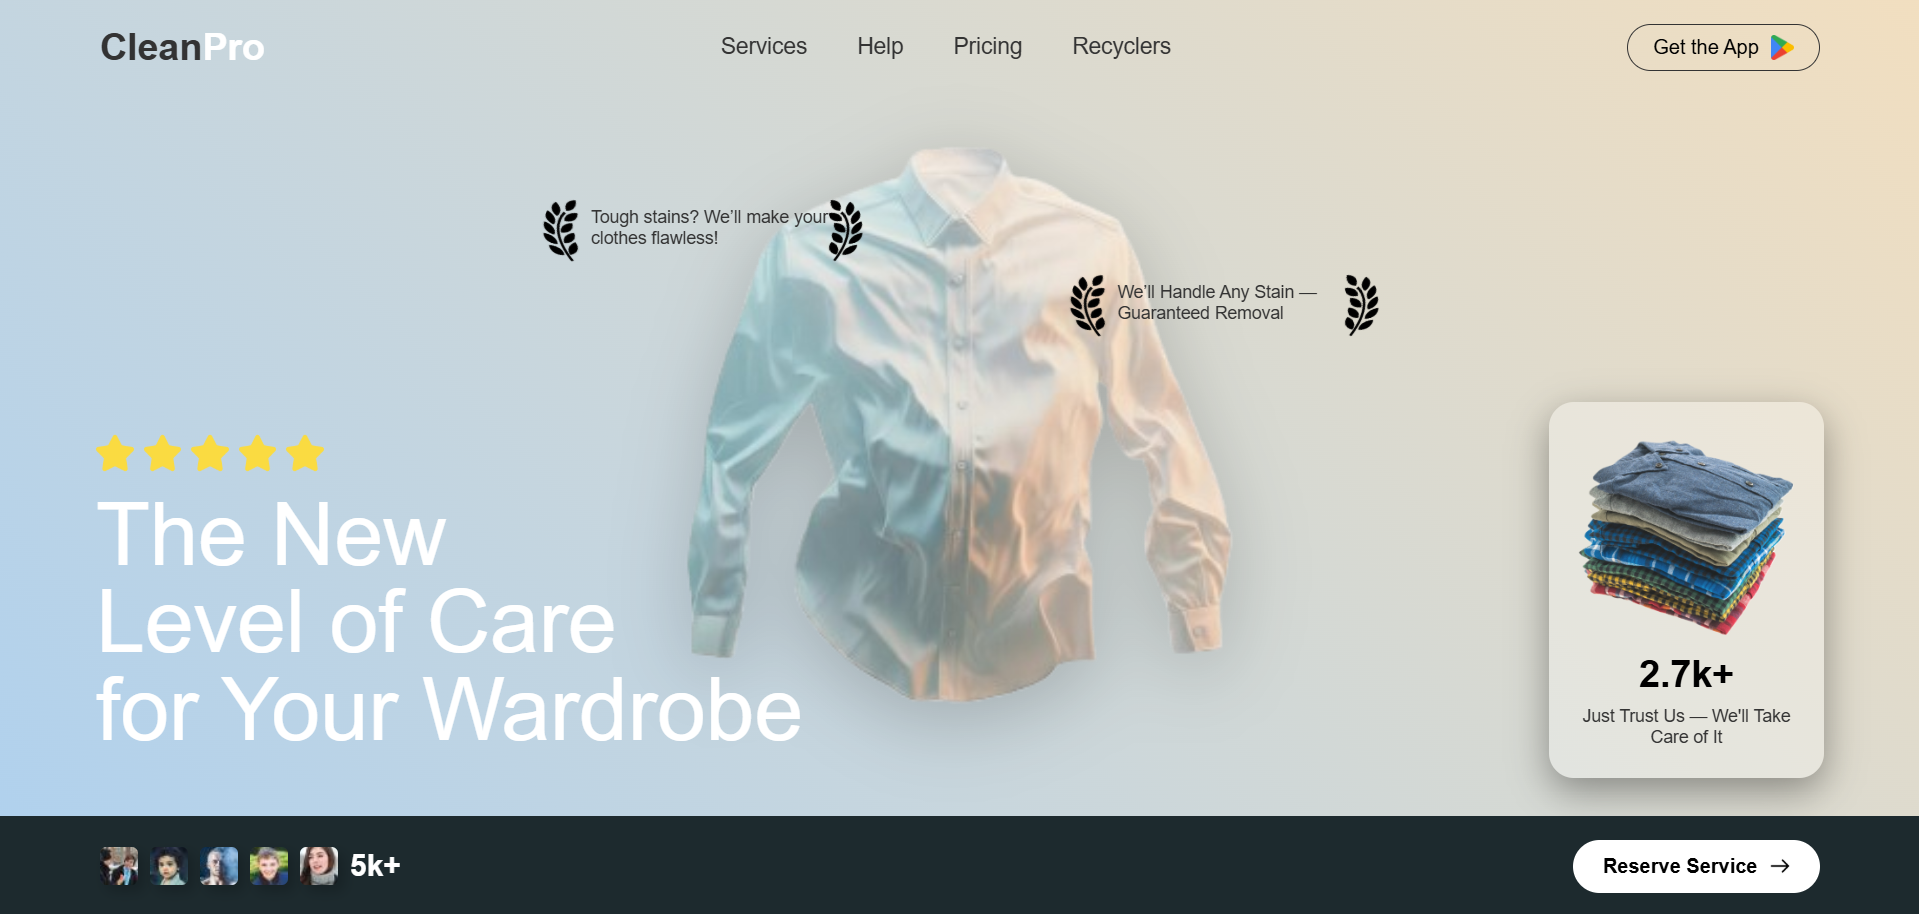 CleanPro
Services
Help
Pricing
Recyclers
Get the App
Tough stains? We'll make your
clothes flawless!
We'll Handle Any Stain —
Guaranteed Removal
The New
Level of Care
for Your Wardrobe
2.7k+
Just Trust Us — We'll Take
Care of It
5k+
Reserve Service